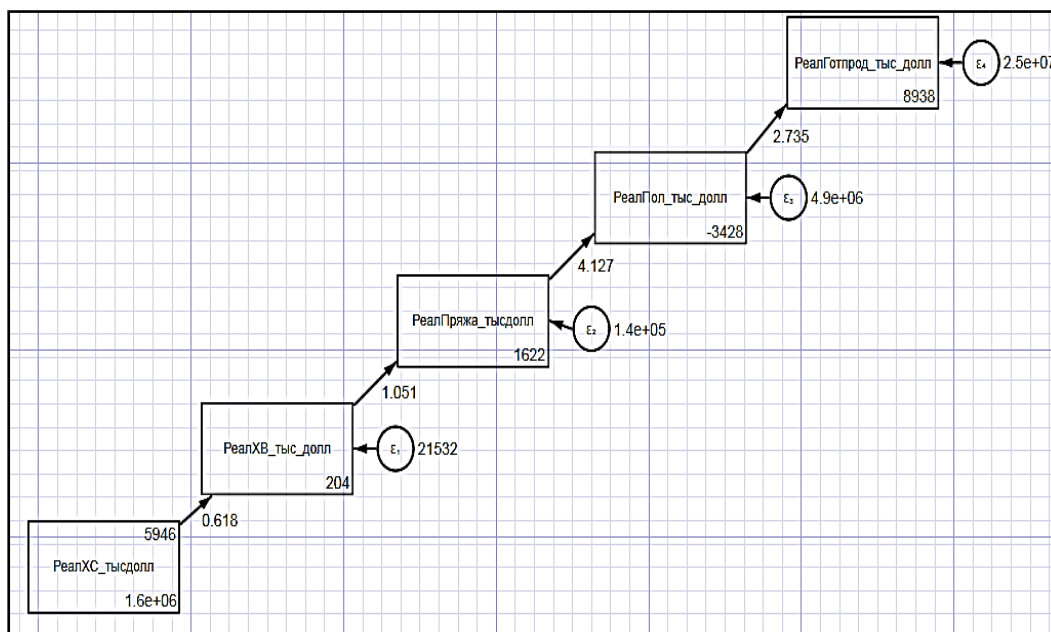 РеалГотпрод_тыс_долл
8938
ε₄
2.5e+07
2.735
РеалПол_тыс_долл
-3428
ε₃
4.9e+06
4.127
РеалПряжа_тысдолл
1622
ε₂
1.4e+05
1.051
РеалХВ_тыс_долл
204
ε₁
21532
0.618
5946
РеалХС_тысдолл
1.6e+06